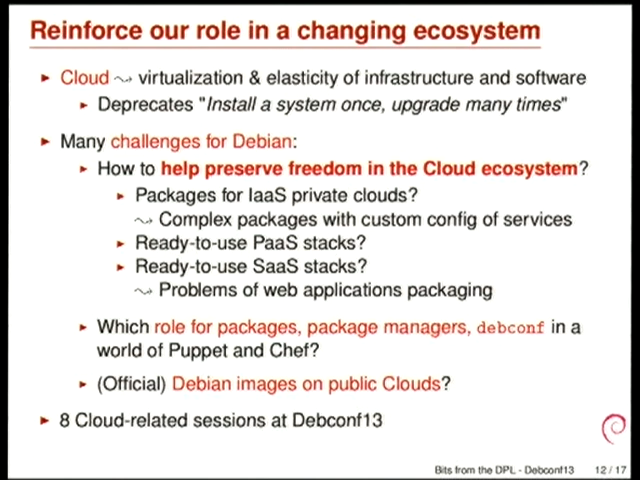 Reinforce our role in a changing ecosystem
Cloud ⤳ virtualization & elasticity of infrastructure and software
Deprecates "Install a system once, upgrade many times"
Many challenges for Debian:
How to help preserve freedom in the Cloud ecosystem?
Packages for IaaS private clouds?
⤳ Complex packages with custom config of services
Ready-to-use PaaS stacks?
Ready-to-use SaaS stacks?
⤳ Problems of web applications packaging
Which role for packages, package managers, debconf in a
world of Puppet and Chef?
(Official) Debian images on public Clouds?
8 Cloud-related sessions at Debconf13
Bits from the DPL - Debconf13 12 / 17